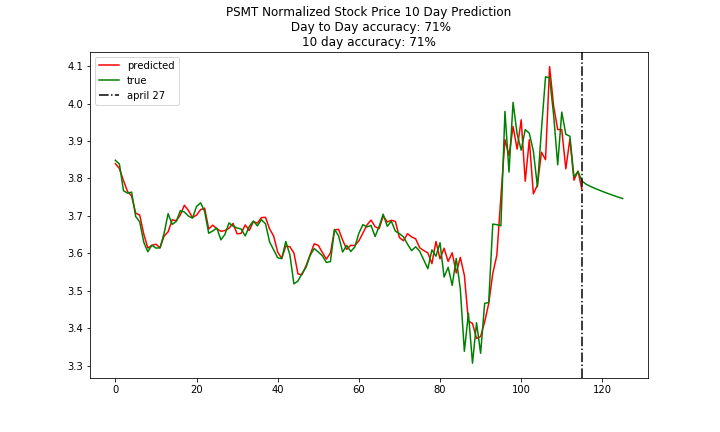 PSMT Normalized Stock Price 10 Day Prediction
Day to Day accuracy: 71%
10 day accuracy: 71%
predicted
true
april 27
4.1
4.0
3.9
3.8
3.7
3.6
3.5
3.4
3.3
0 20 40 60 80 100 120